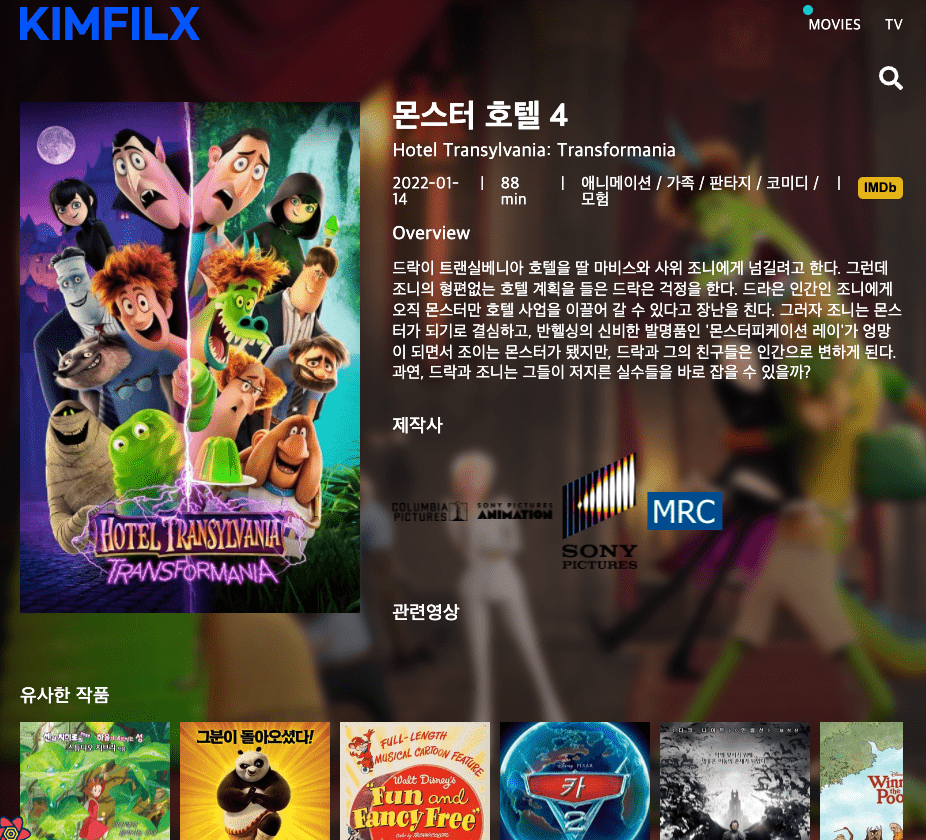 KIMFILX
MOVIES TV
몬스터 호텔 4
Hotel Transylvania: Transformania
2022-01-14 | 88 min | 애니메이션 / 가족 / 판타지 / 코미디 / 모험 | IMDb
Overview
드락이 트랜실베니아 호텔을 딸 마비스와 사위 조니에게 넘길려고 한다. 그런데
조니의 형편없는 호텔 계획을 들은 드락은 걱정을 한다. 드라은 인간인 조니에게
오직 몬스터만 호텔 사업을 이끌어 갈 수 있다고 장난을 친다. 그러자 조니는 몬스
터가 되기로 결심하고, 반헬싱의 신비한 발명품인 '몬스터피케이션 레이'가 엉망
이 되면서 조이는 몬스터가 됐지만, 드락과 그의 친구들은 인간으로 변하게 된다.
과연, 드락과 조니는 그들이 저지른 실수들을 바로 잡을 수 있을까?
제작사
COLUMBIA
PICTURES
SONY PICTURES
ANIMATION
SONY
PICTURES
MRC
관련영상
HOTEL TRANSYLVANIA
TRANSFORMANIA
유사한 작품
그분이 돌아오셨다!
FULL-LENGTH
MUSICAL CARTOON FEATURE
Walt Disney's
"Fun and
Fancy Free"
DISNEY PIXAR
카
2
Winn
the
Poo